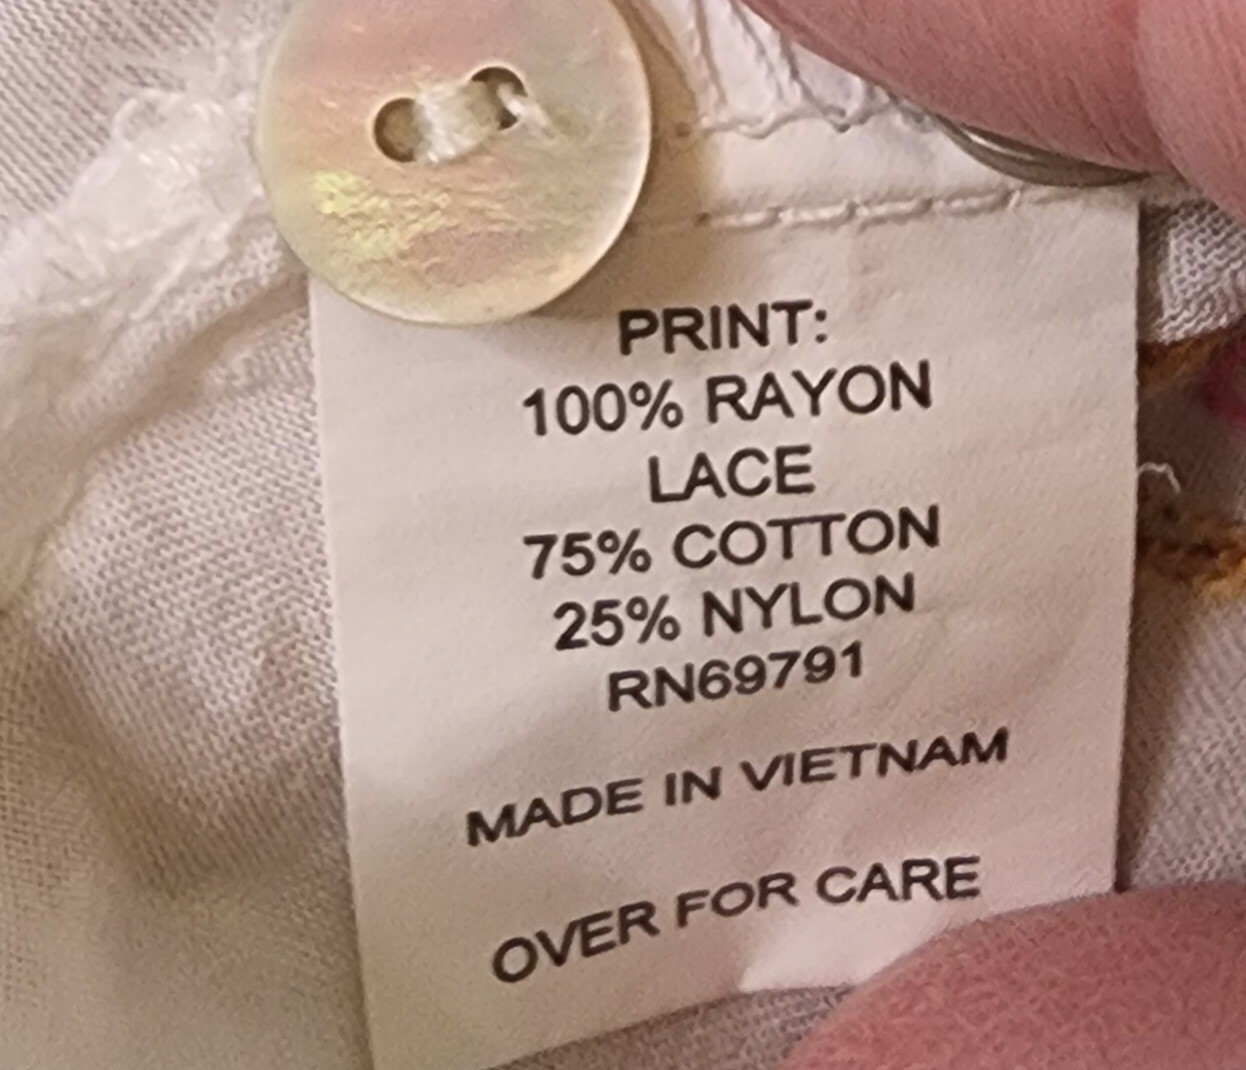 PRINT:
100% RAYON
LACE
75% COTTON
25% NYLON
RN69791
MADE IN VIETNAM
OVER FOR CARE